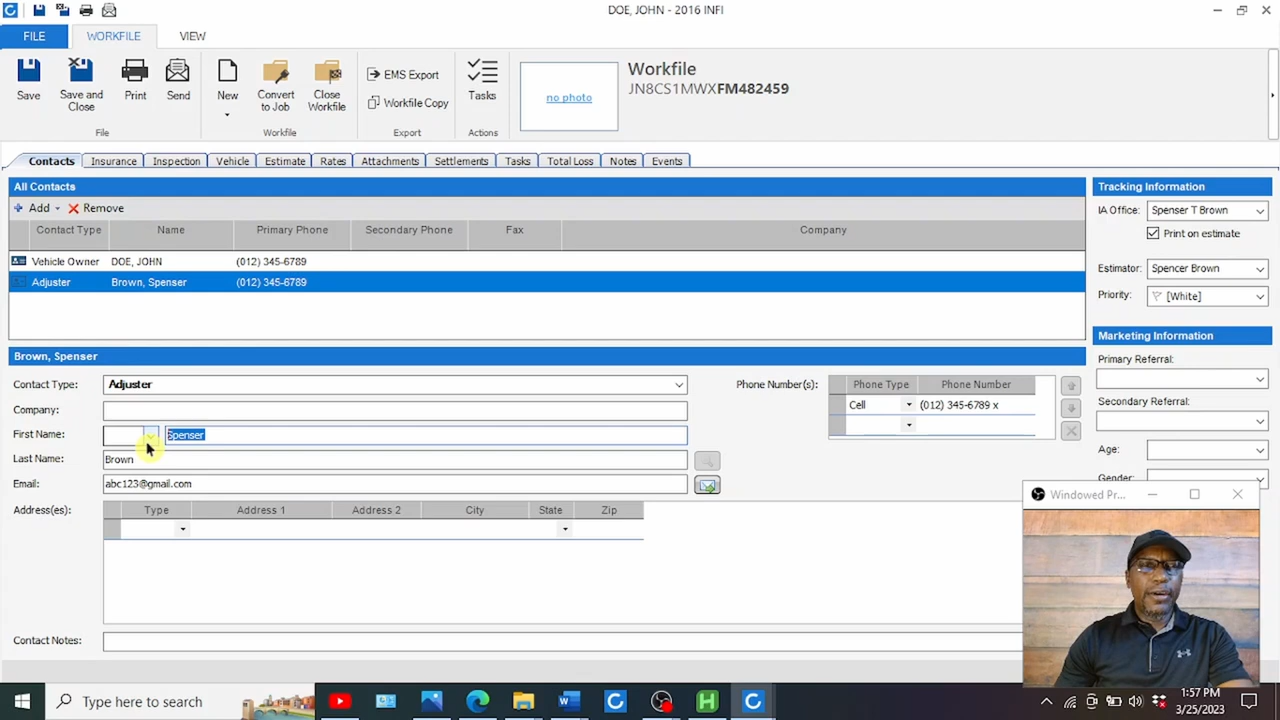 DOE, JOHN - 2016 INFI
FILE
WORKFILE
VIEW
Save
Save and Close
Print
Send
New
Convert to Job
Close Workfile
EMS Export
Workfile Copy
Tasks
File
Workfile
Export
Actions
no photo
Workfile
JN8CS1MWXFM482459
Contacts Insurance Inspection Vehicle Estimate Rates Attachments Settlements Tasks Total Loss Notes Events
All Contacts
Add Remove
Contact Type Name Primary Phone Secondary Phone Fax Company
Vehicle Owner DOE, JOHN (012) 345-6789
Adjuster Brown, Spenser (012) 345-6789
Tracking Information
IA Office: Spenser T Brown
Print on estimate
Estimator: Spencer Brown
Priority: [White]
Marketing Information
Primary Referral:
Secondary Referral:
Age:
Gender:
Brown, Spenser
Contact Type: Adjuster
Company:
First Name: Spenser
Last Name: Brown
Email: abc123@gmail.com
Phone Number(s):
Phone Type Phone Number
Cell (012) 345-6789 x
Address(es):
Type Address 1 Address 2 City State Zip
Contact Notes:
Windowed Pr...
Type here to search
1:57 PM
3/25/2023